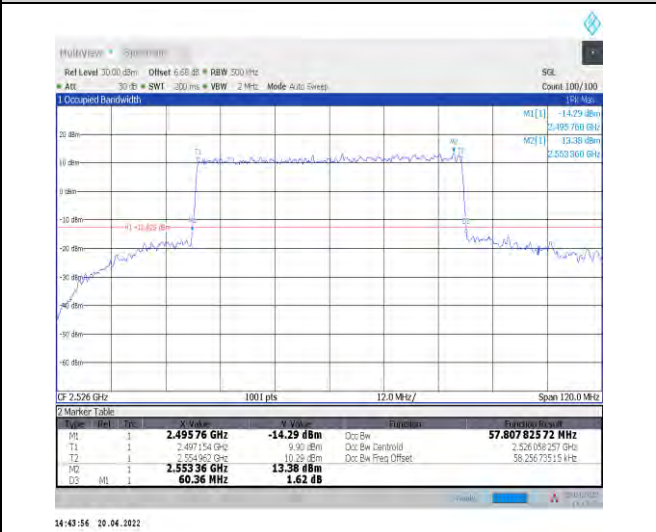 MultiView Spectrum
Ref Level 30.00 dBm Offset 6.68 dB RBW 500 kHz SGL
Att 30 dB SWT 200 ms VBW 2 MHz Mode Auto Sweep Count 100/100
1 Occupied Bandwidth 1Pk Max
M1[1] -14.29 dBm
2.495 760 GHz
20 dBm
M2[1] 13.38 dBm
2.553 360 GHz
M2
T1
T2
10 dBm
0 dBm
-10 dBm
-20 dBm
-30 dBm
-40 dBm
-50 dBm
-60 dBm
CF 2.526 GHz 1001 pts 12.0 MHz/ Span 120.0 MHz
2 Marker Table
Type Ref Trc X-Value Y-Value Function Function Result
M1 1 2.49576 GHz -14.29 dBm Occ Bw 57.807 825 72 MHz
T1 1 2.497154 GHz 9.90 dBm Occ Bw Centroid 2.526 058 257 GHz
T2 1 2.554962 GHz 10.29 dBm Occ Bw Freq Offset 58.256 735 15 kHz
M2 1 2.55336 GHz 13.38 dBm
D3 M1 1 60.36 MHz 1.62 dB
14:43:56 20.04.2022